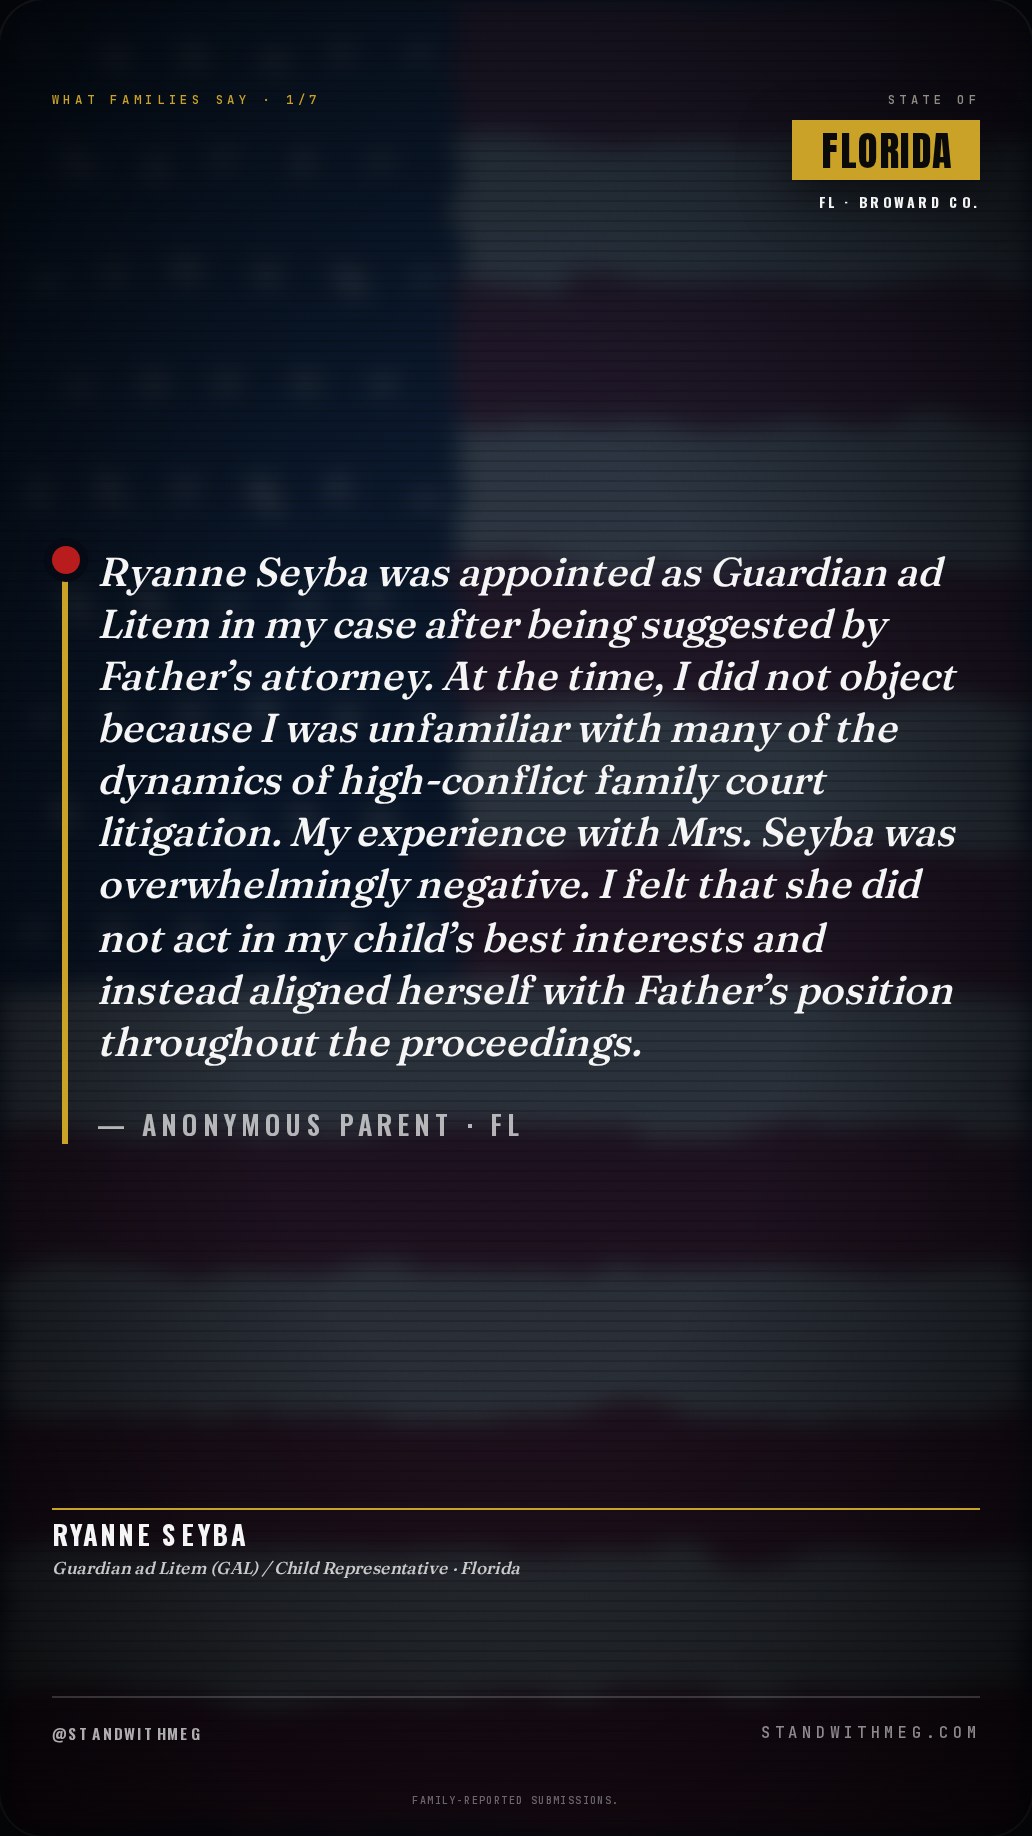 WHAT FAMILIES SAY · 1/7
STATE OF
FLORIDA
FL · BROWARD CO.
Ryanne Seyba was appointed as Guardian ad
Litem in my case after being suggested by
Father’s attorney. At the time, I did not object
because I was unfamiliar with many of the
dynamics of high-conflict family court
litigation. My experience with Mrs. Seyba was
overwhelmingly negative. I felt that she did
not act in my child’s best interests and
instead aligned herself with Father’s position
throughout the proceedings.
— ANONYMOUS PARENT · FL
RYANNE SEYBA
Guardian ad Litem (GAL) / Child Representative · Florida
@STANDWITHMEG
STANDWITHMEG.COM
FAMILY-REPORTED SUBMISSIONS.